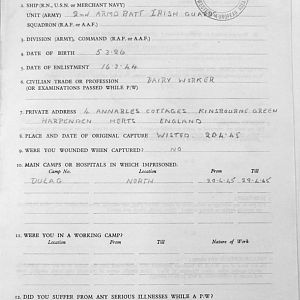 2. SHIP (R.N., U.S.N. OR MERCHANT NAVY)
UNIT (ARMY) 2ND ARMD BATT IRISH GUARDS
SQUADRON (R.A.F. or A.A.F.)
3. DIVISION (ARMY), COMMAND (R.A.F. or A.A.F.)
4. DATE OF BIRTH 5.3.26
5. DATE OF ENLISTMENT 16.3.44
6. CIVILIAN TRADE OR PROFESSION DAIRY WORKER
(OR EXAMINATIONS PASSED WHILE P/W)
7. PRIVATE ADDRESS 4 ANNABLES COTTAGES KINSBOURNE GREEN
HARPENDEN HERTS ENGLAND
8. PLACE AND DATE OF ORIGINAL CAPTURE WISTED. 20.4.45
9. WERE YOU WOUNDED WHEN CAPTURED? NO
10. MAIN CAMPS OR HOSPITALS IN WHICH IMPRISONED.
Camp No. Location From Till
DULAG NORTH 20-4-45 29-4-45
11. WERE YOU IN A WORKING CAMP?
Location From Till Nature of Work
12. DID YOU SUFFER FROM ANY SERIOUS ILLNESSES WHILE A P.W.?